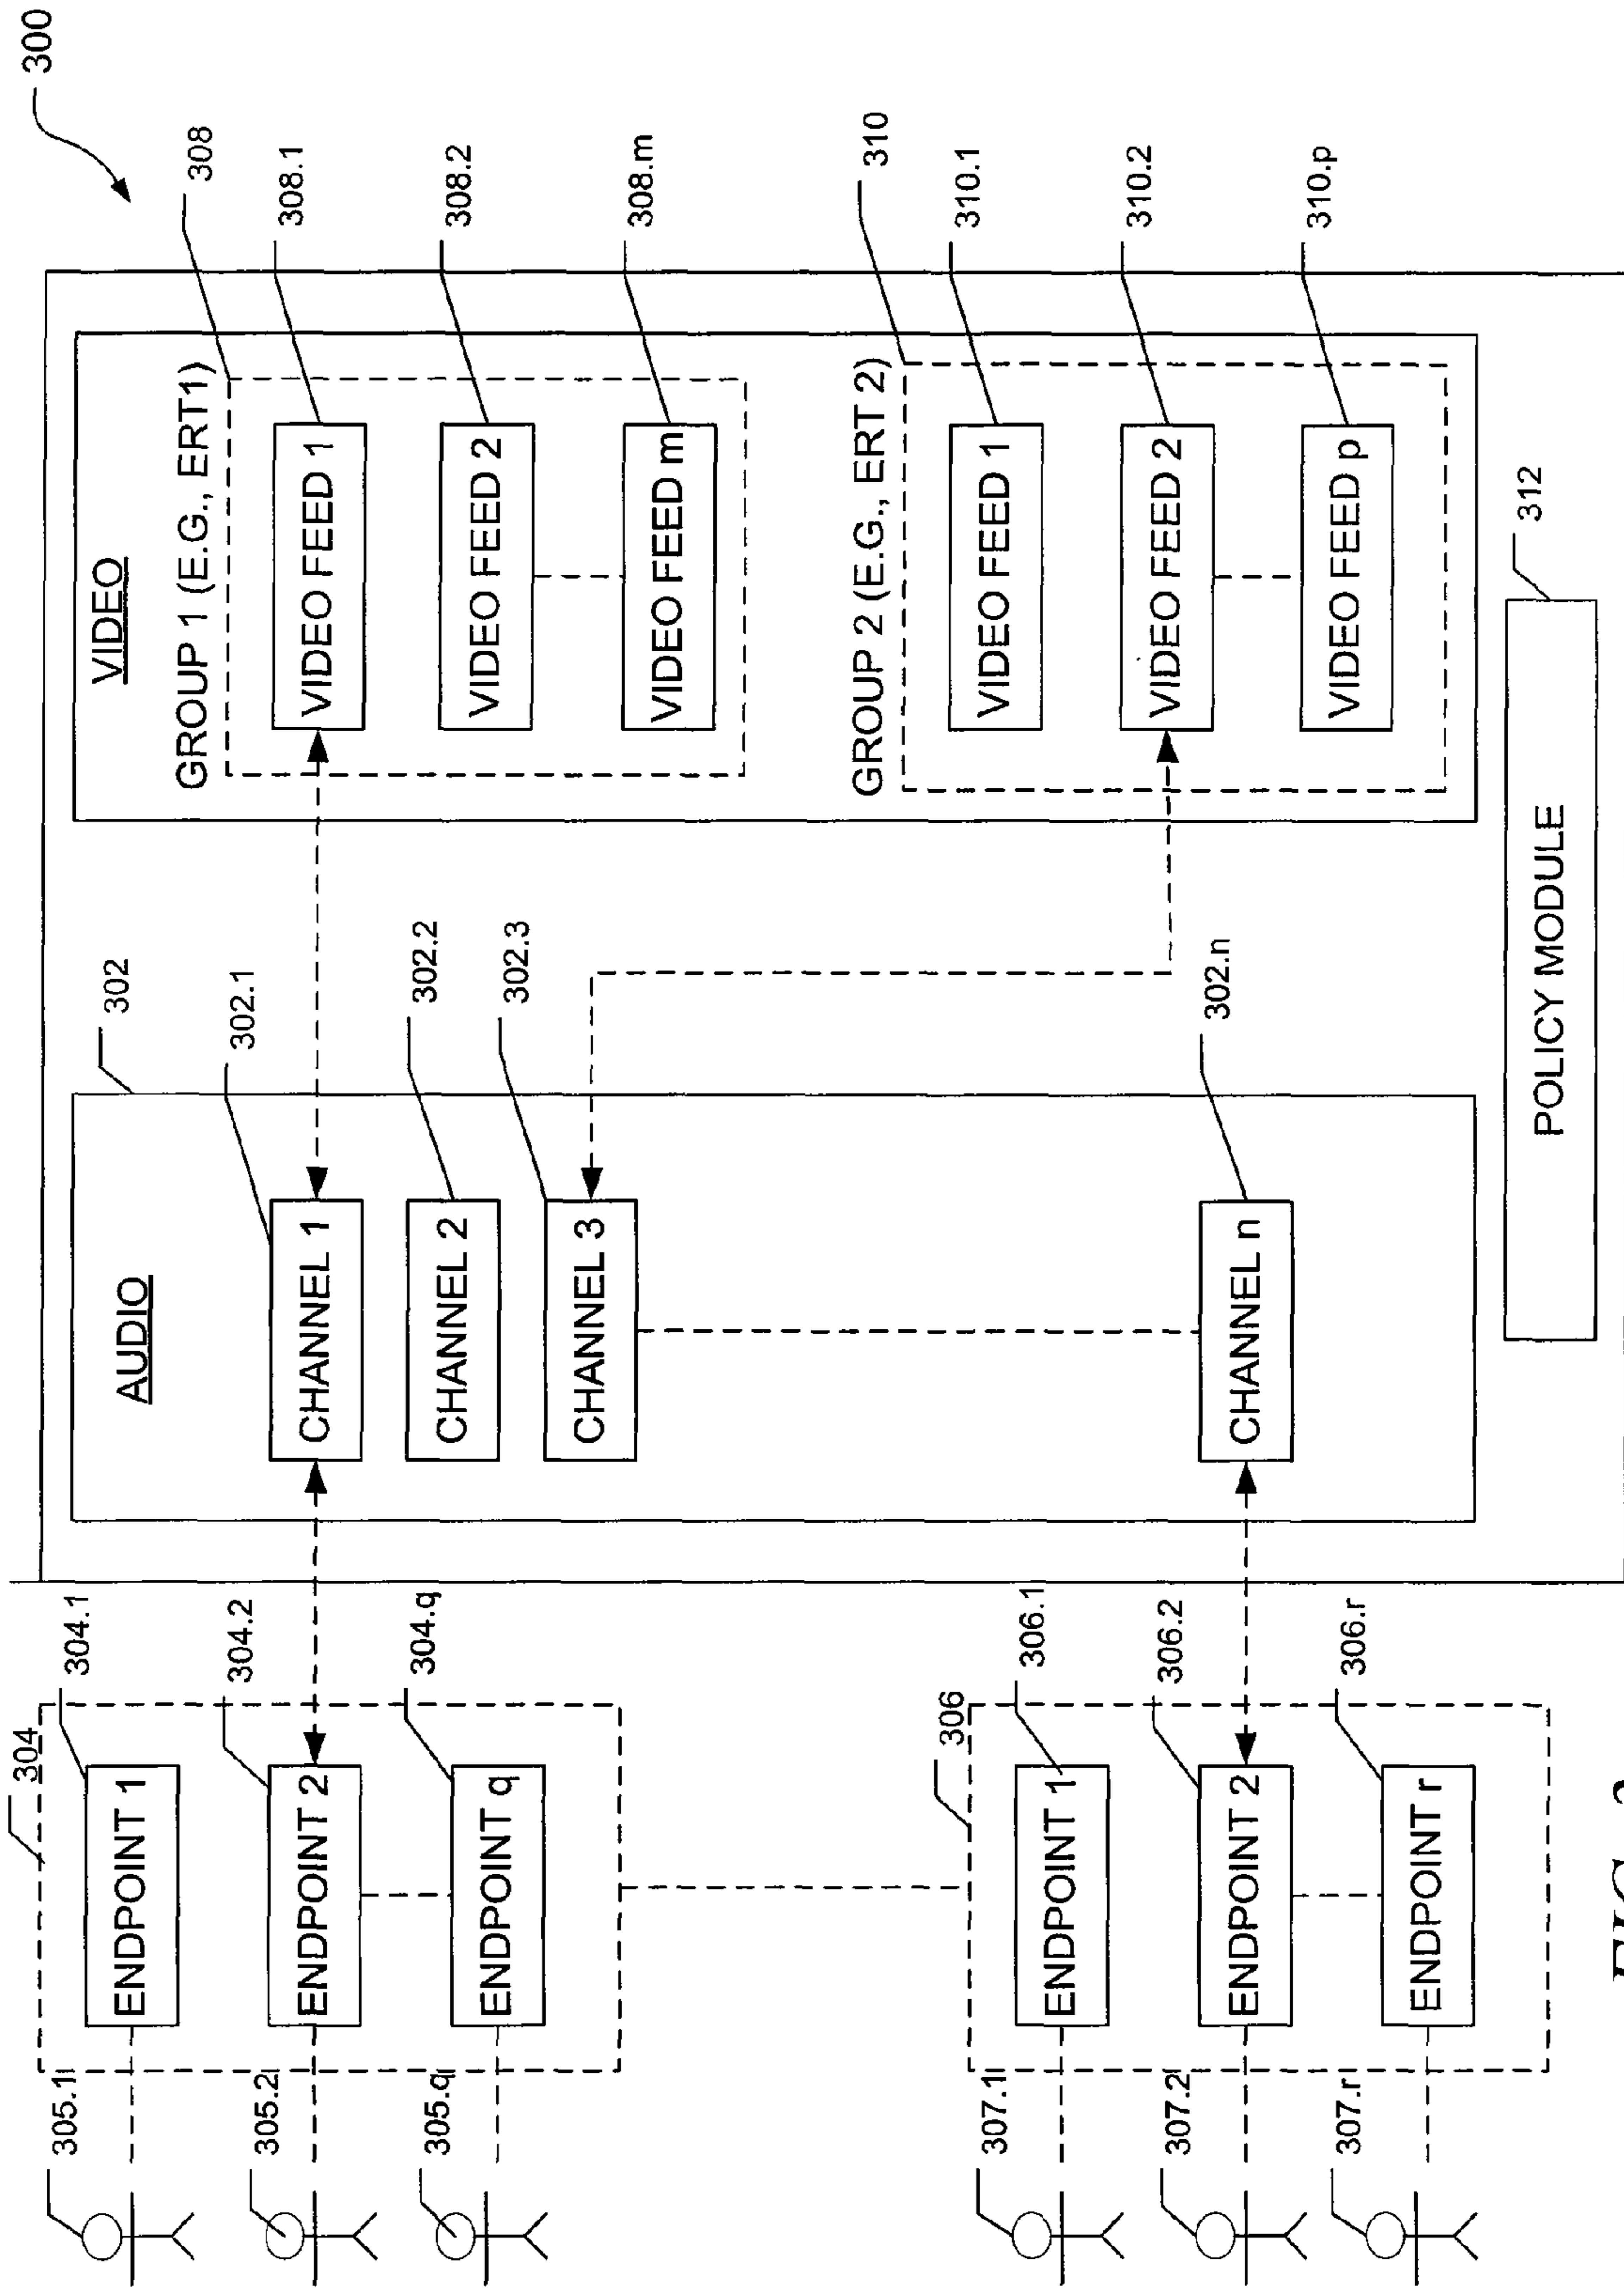 300
VIDEO
GROUP 1 (E.G., ERT1)
308
VIDEO FEED 1
308.1
VIDEO FEED 2
308.2
VIDEO FEED m
308.m
GROUP 2 (E.G., ERT 2)
310
VIDEO FEED 1
310.1
VIDEO FEED 2
310.2
VIDEO FEED p
310.p
AUDIO
302
CHANNEL 1
302.1
CHANNEL 2
302.2
CHANNEL 3
302.3
CHANNEL n
302.n
POLICY MODULE
312
304
ENDPOINT 1
304.1
ENDPOINT 2
304.2
ENDPOINT q
304.q
306
ENDPOINT 1
306.1
ENDPOINT 2
306.2
ENDPOINT r
306.r
305.1
305.2
305.q
307.1
307.2
307.r